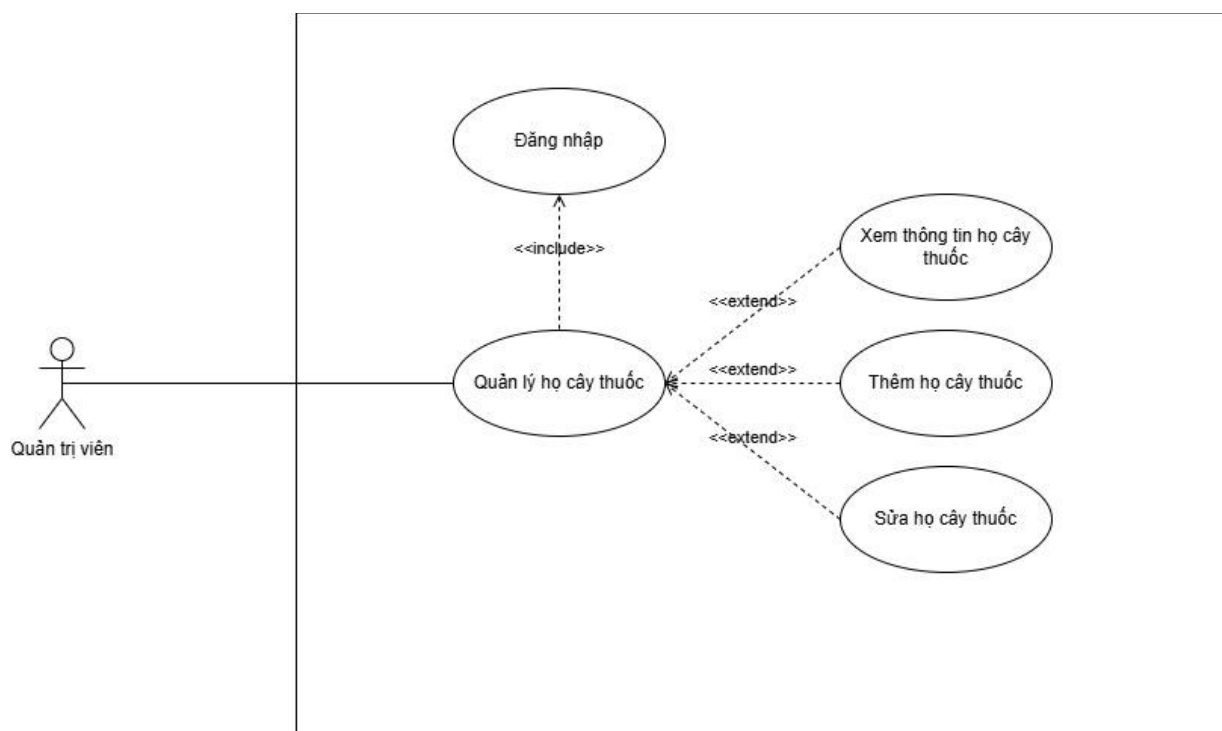 Đăng nhập
<<include>>
Xem thông tin họ cây
thuốc
<<extend>>
Quản lý họ cây thuốc
<<extend>>
Thêm họ cây thuốc
Quản trị viên
<<extend>>
Sửa họ cây thuốc